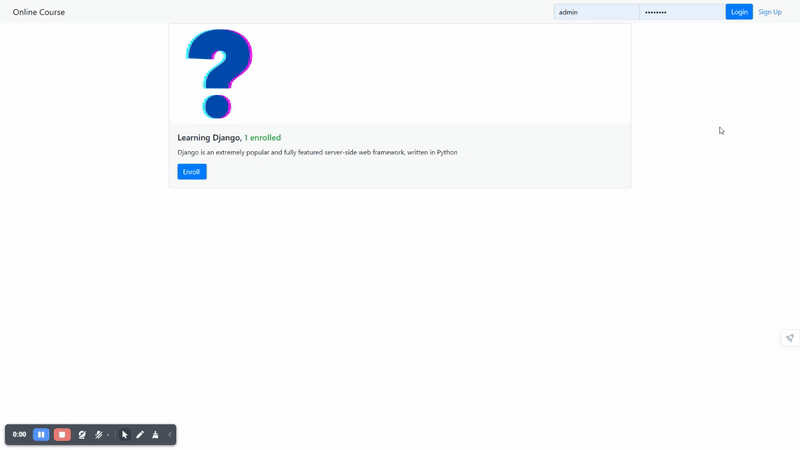 Online Course
admin
••••••••
Login
Sign Up
?
Learning Django, 1 enrolled
Django is an extremely popular and fully featured server-side web framework, written in Python
Enroll
0:00